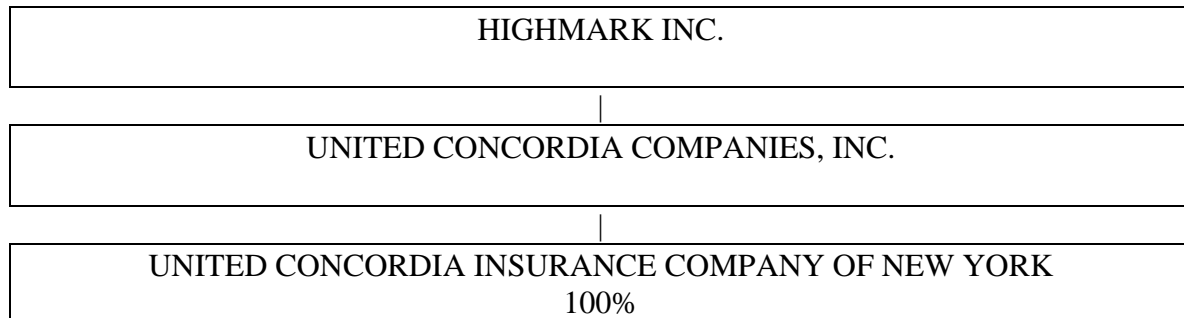 HIGHMARK INC.
UNITED CONCORDIA COMPANIES, INC.
UNITED CONCORDIA INSURANCE COMPANY OF NEW YORK
100%